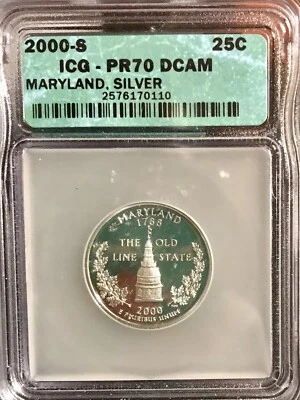 2000-S 25C
ICG - PR70 DCAM
MARYLAND, SILVER
2576170110
MARYLAND
1788
THE OLD
LINE STATE
2000
E PLURIBUS UNUM